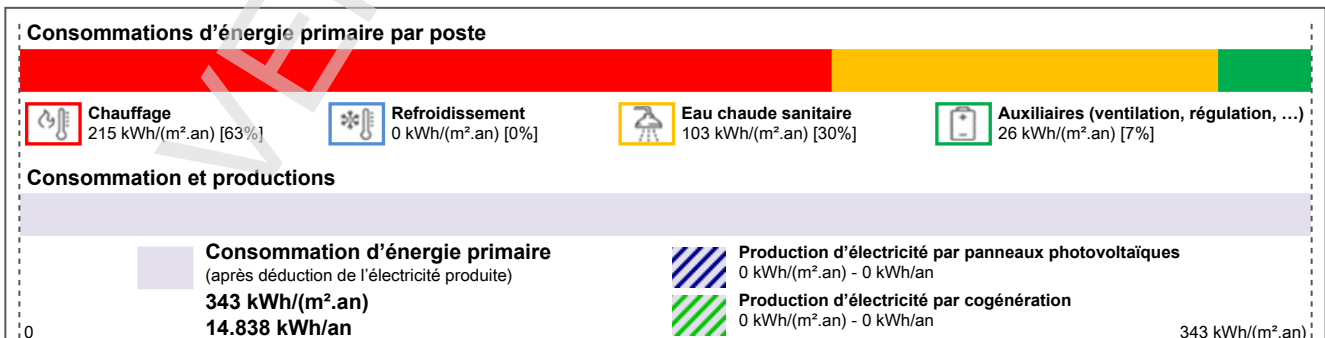 Consommations d'énergie primaire par poste
Chauffage
215 kWh/(m².an) [63%]
Refroidissement
0 kWh/(m².an) [0%]
Eau chaude sanitaire
103 kWh/(m².an) [30%]
Auxiliaires (ventilation, régulation, …)
26 kWh/(m².an) [7%]
Consommation et productions
Consommation d'énergie primaire
(après déduction de l'électricité produite)
343 kWh/(m².an)
14.838 kWh/an
Production d'électricité par panneaux photovoltaïques
0 kWh/(m².an) - 0 kWh/an
Production d'électricité par cogénération
0 kWh/(m².an) - 0 kWh/an
0
343 kWh/(m².an)